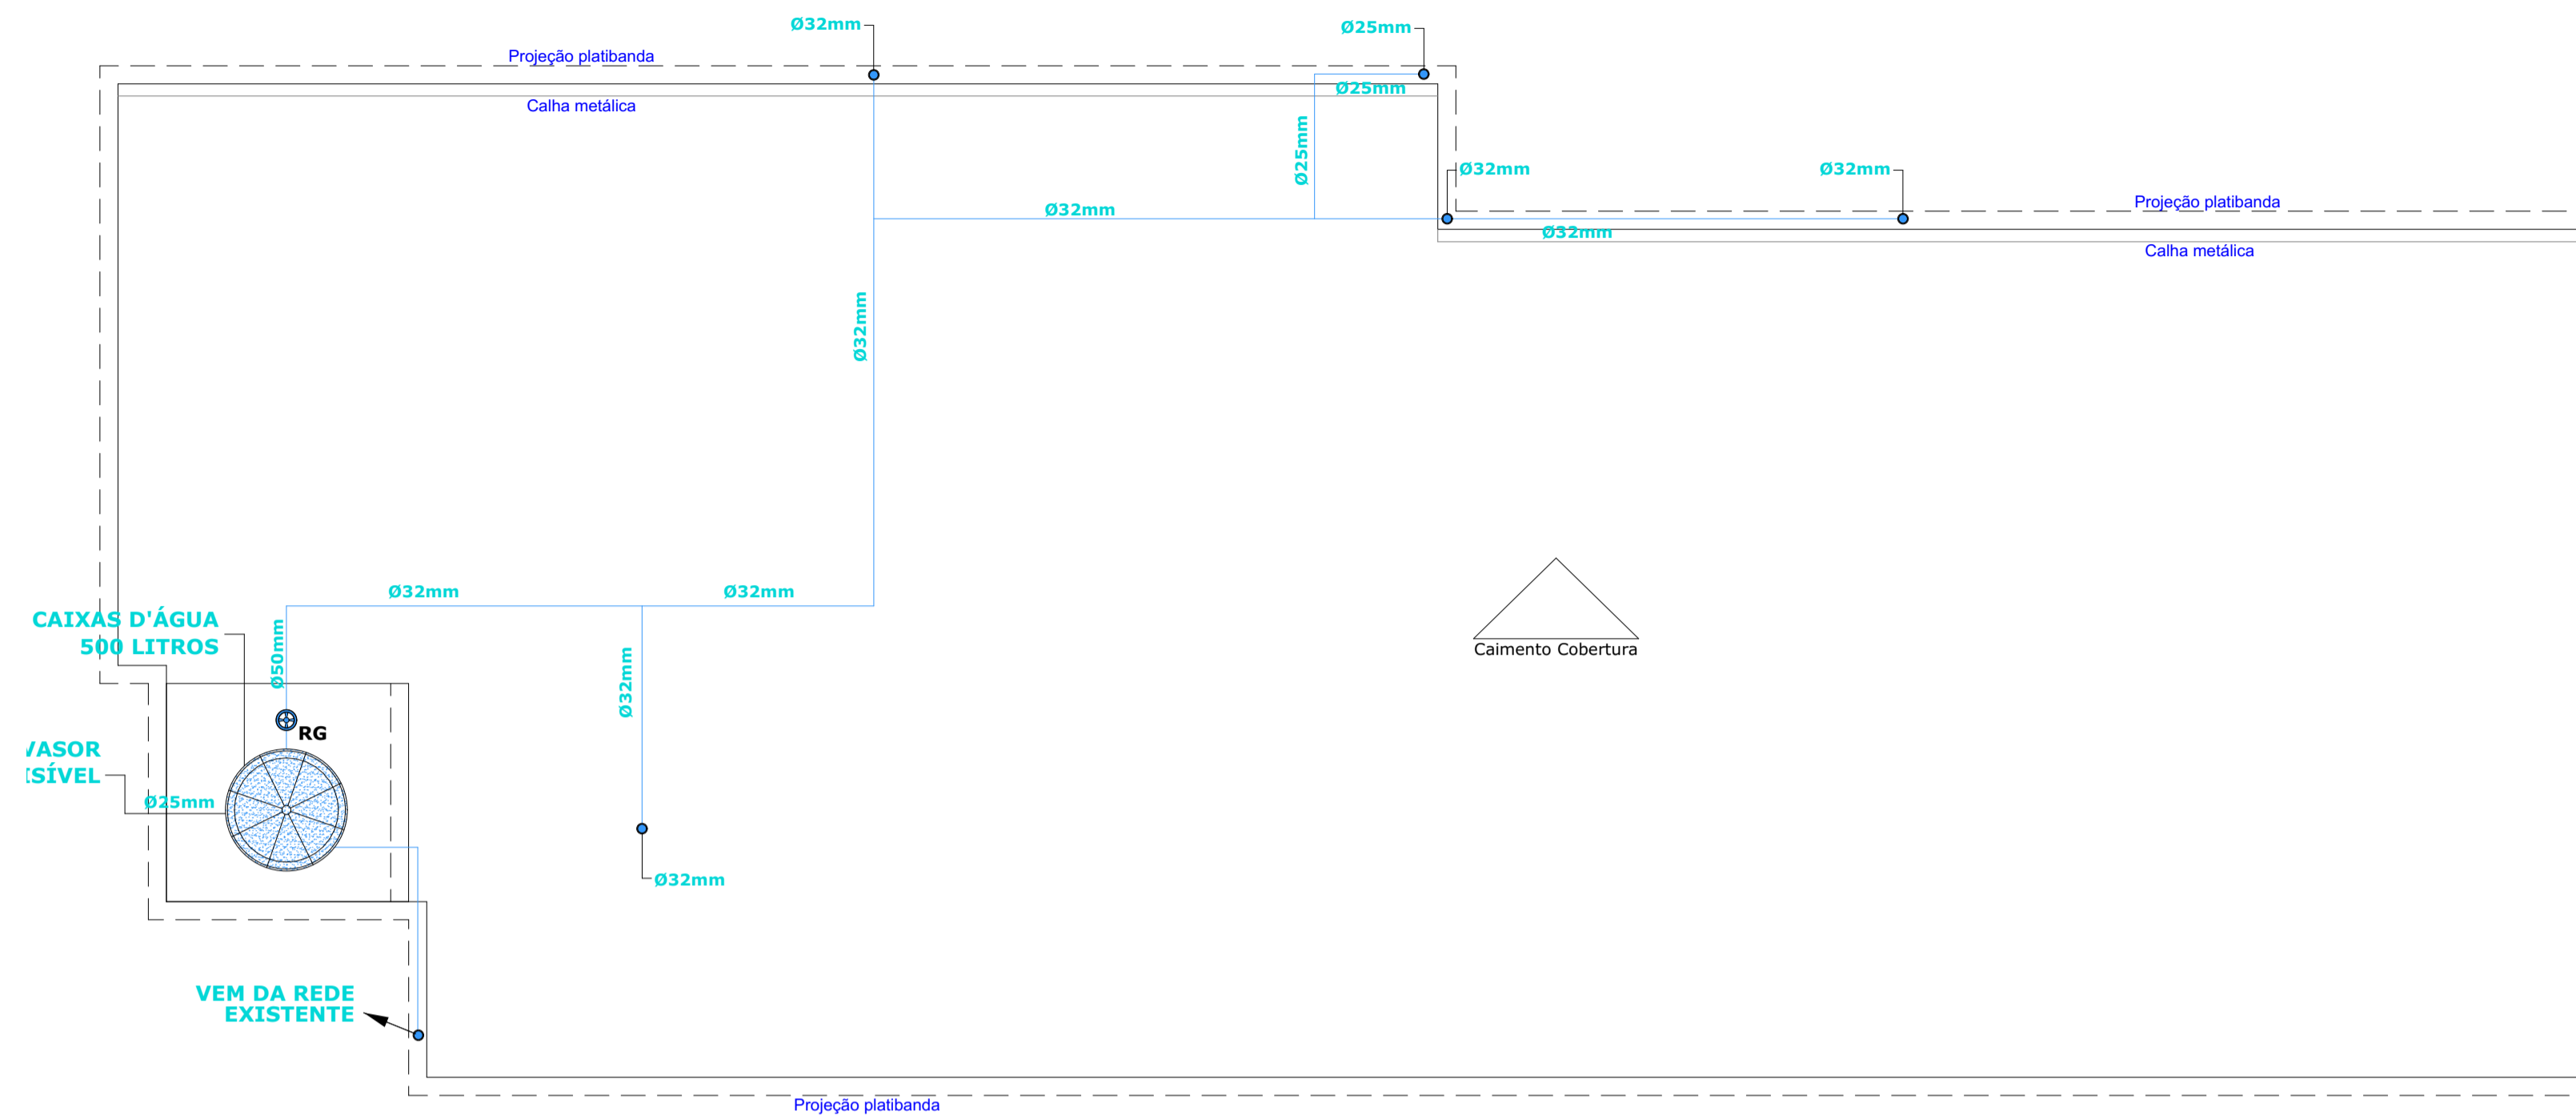 Ø32mm
Ø25mm
Projeção platibanda
Ø25mm
Calha metálica
Ø25mm
Ø32mm
Ø32mm
Projeção platibanda
Ø32mm
Ø32mm
Calha metálica
Ø32mm
Ø32mm
Ø32mm
CAIXAS D'ÁGUA
500 LITROS
Ø50mm
Ø32mm
Caimento Cobertura
RG
Ø25mm
Ø32mm
VEM DA REDE
EXISTENTE
Projeção platibanda